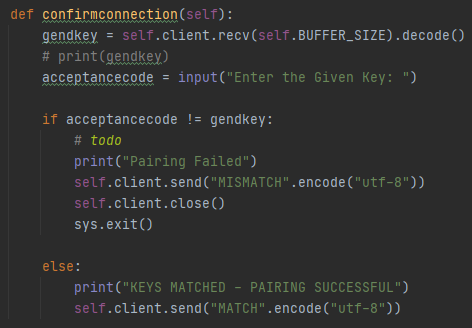 def confirmconnection(self):
    gendkey = self.client.recv(self.BUFFER_SIZE).decode()
    # print(gendkey)
    acceptancecode = input("Enter the Given Key: ")

    if acceptancecode != gendkey:
        # todo
        print("Pairing Failed")
        self.client.send("MISMATCH".encode("utf-8"))
        self.client.close()
        sys.exit()

    else:
        print("KEYS MATCHED - PAIRING SUCCESSFUL")
        self.client.send("MATCH".encode("utf-8"))